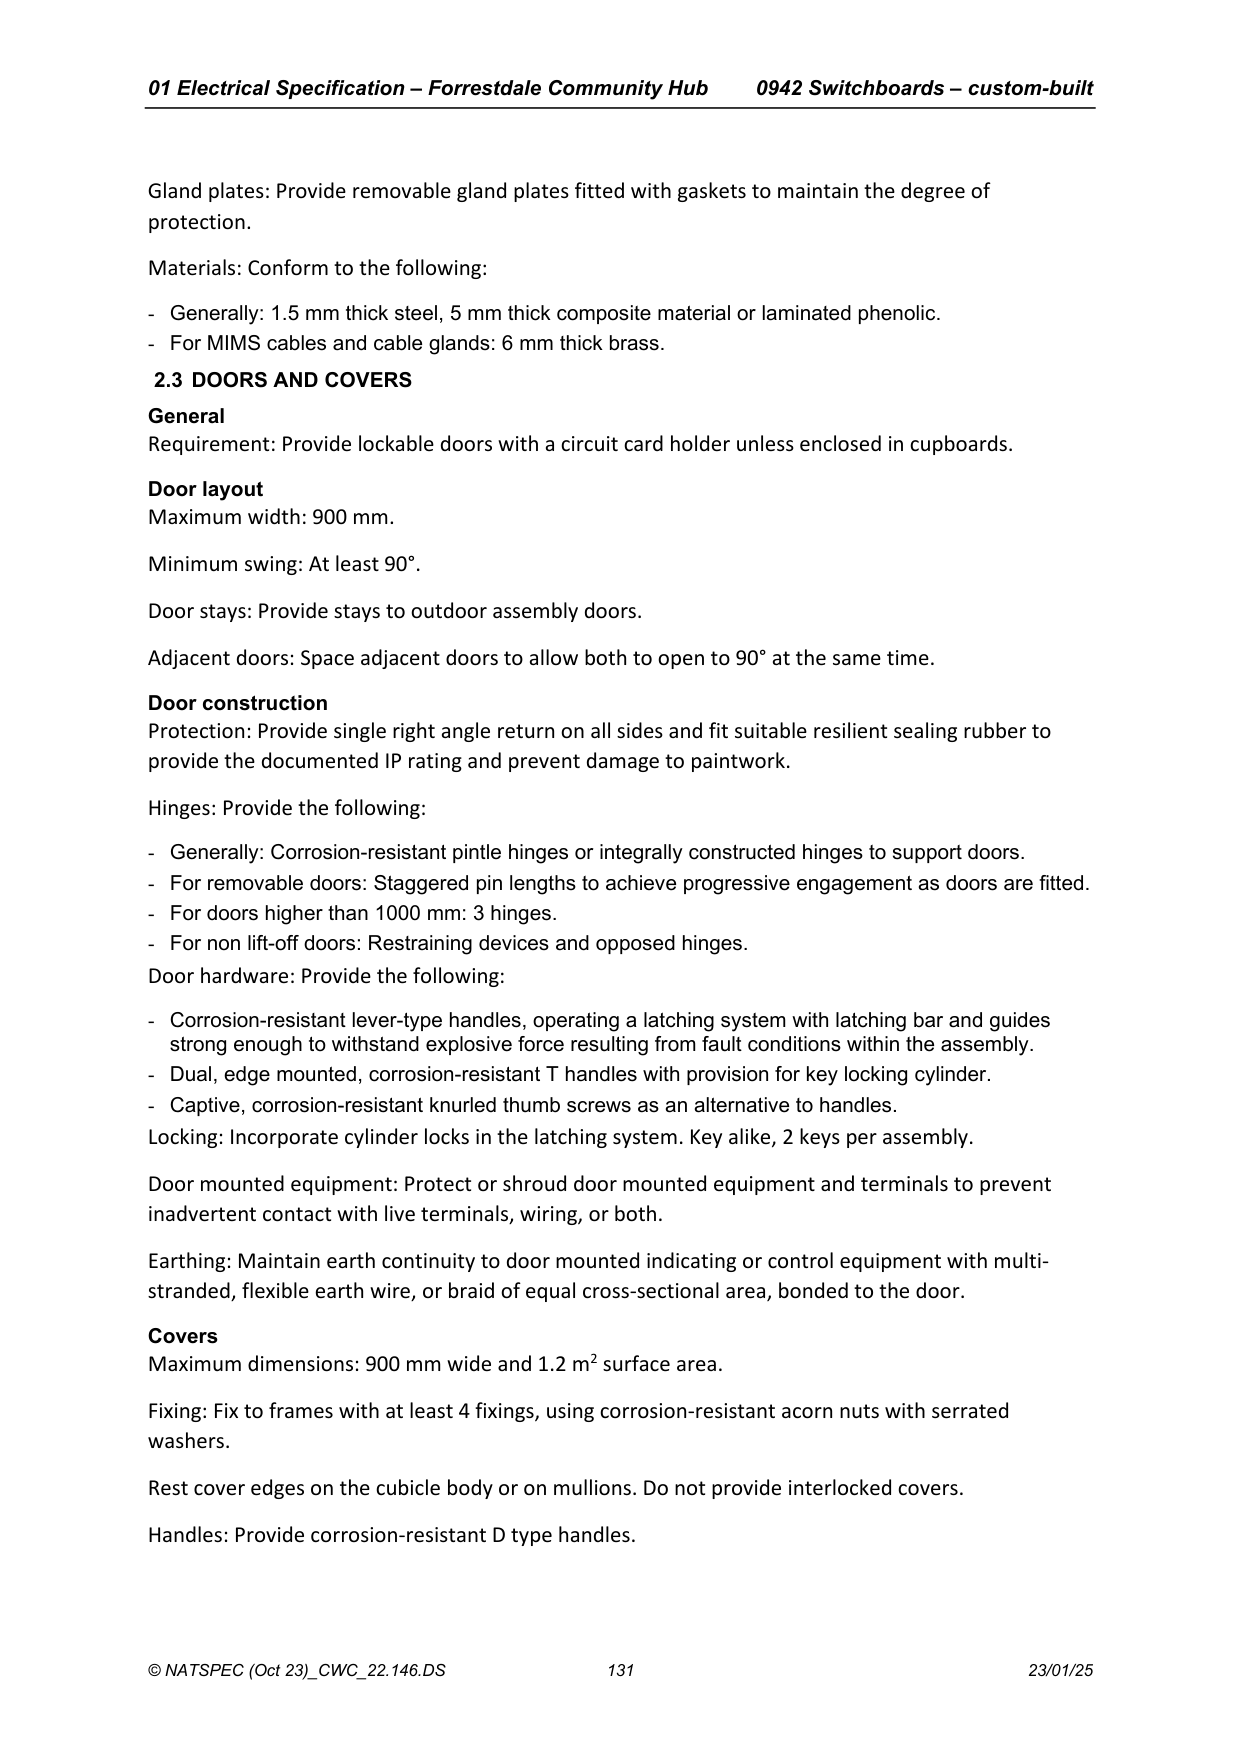 01 Electrical Specification – Forrestdale Community Hub 0942 Switchboards – custom-built
Gland plates: Provide removable gland plates fitted with gaskets to maintain the degree of
protection.
Materials: Conform to the following:
- Generally: 1.5 mm thick steel, 5 mm thick composite material or laminated phenolic.
- For MIMS cables and cable glands: 6 mm thick brass.
2.3 DOORS AND COVERS
General
Requirement: Provide lockable doors with a circuit card holder unless enclosed in cupboards.
Door layout
Maximum width: 900 mm.
Minimum swing: At least 90°.
Door stays: Provide stays to outdoor assembly doors.
Adjacent doors: Space adjacent doors to allow both to open to 90° at the same time.
Door construction
Protection: Provide single right angle return on all sides and fit suitable resilient sealing rubber to
provide the documented IP rating and prevent damage to paintwork.
Hinges: Provide the following:
- Generally: Corrosion-resistant pintle hinges or integrally constructed hinges to support doors.
- For removable doors: Staggered pin lengths to achieve progressive engagement as doors are fitted.
- For doors higher than 1000 mm: 3 hinges.
- For non lift-off doors: Restraining devices and opposed hinges.
Door hardware: Provide the following:
- Corrosion-resistant lever-type handles, operating a latching system with latching bar and guides
strong enough to withstand explosive force resulting from fault conditions within the assembly.
- Dual, edge mounted, corrosion-resistant T handles with provision for key locking cylinder.
- Captive, corrosion-resistant knurled thumb screws as an alternative to handles.
Locking: Incorporate cylinder locks in the latching system. Key alike, 2 keys per assembly.
Door mounted equipment: Protect or shroud door mounted equipment and terminals to prevent
inadvertent contact with live terminals, wiring, or both.
Earthing: Maintain earth continuity to door mounted indicating or control equipment with multi-
stranded, flexible earth wire, or braid of equal cross-sectional area, bonded to the door.
Covers
Maximum dimensions: 900 mm wide and 1.2 m² surface area.
Fixing: Fix to frames with at least 4 fixings, using corrosion-resistant acorn nuts with serrated
washers.
Rest cover edges on the cubicle body or on mullions. Do not provide interlocked covers.
Handles: Provide corrosion-resistant D type handles.
© NATSPEC (Oct 23)_CWC_22.146.DS 131 23/01/25